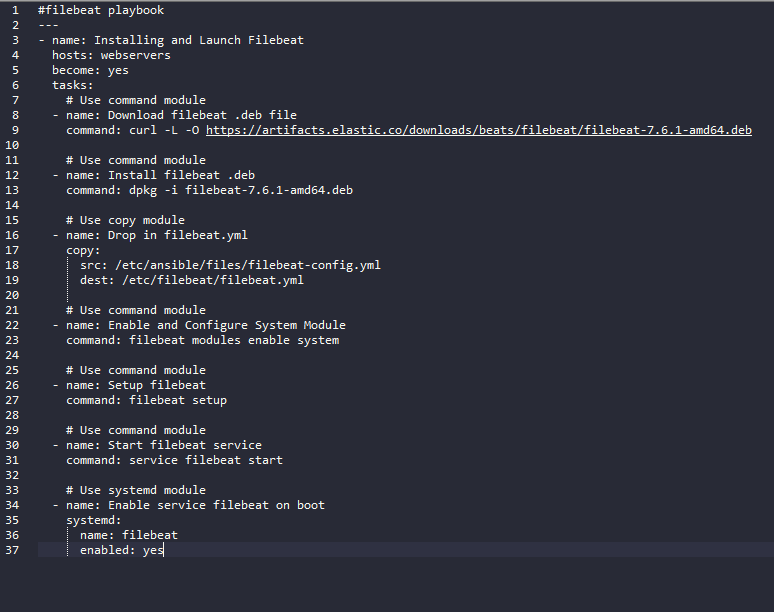 1 #filebeat playbook
2 ---
3 - name: Installing and Launch Filebeat
4   hosts: webservers
5   become: yes
6   tasks:
7     # Use command module
8   - name: Download filebeat .deb file
9     command: curl -L -O https://artifacts.elastic.co/downloads/beats/filebeat/filebeat-7.6.1-amd64.deb
10
11     # Use command module
12   - name: Install filebeat .deb
13     command: dpkg -i filebeat-7.6.1-amd64.deb
14
15     # Use copy module
16   - name: Drop in filebeat.yml
17     copy:
18       src: /etc/ansible/files/filebeat-config.yml
19       dest: /etc/filebeat/filebeat.yml
20
21     # Use command module
22   - name: Enable and Configure System Module
23     command: filebeat modules enable system
24
25     # Use command module
26   - name: Setup filebeat
27     command: filebeat setup
28
29     # Use command module
30   - name: Start filebeat service
31     command: service filebeat start
32
33     # Use systemd module
34   - name: Enable service filebeat on boot
35     systemd:
36       name: filebeat
37       enabled: yes